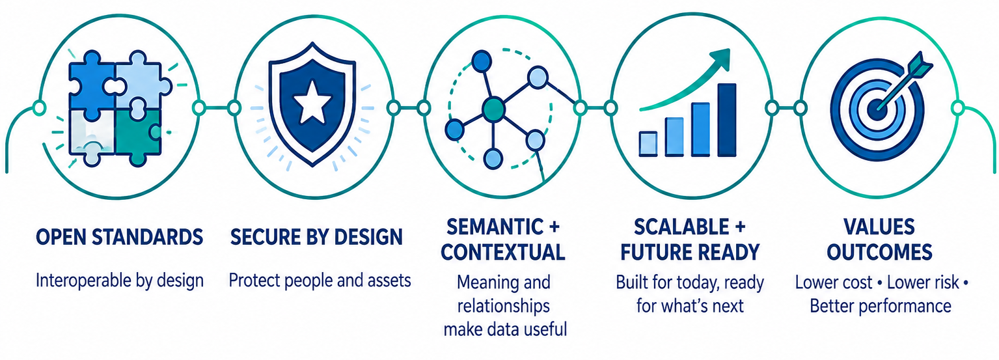 OPEN STANDARDS
Interoperable by design
SECURE BY DESIGN
Protect people and assets
SEMANTIC +
CONTEXTUAL
Meaning and
relationships
make data useful
SCALABLE +
FUTURE READY
Built for today, ready
for what’s next
VALUES
OUTCOMES
Lower cost • Lower risk •
Better performance